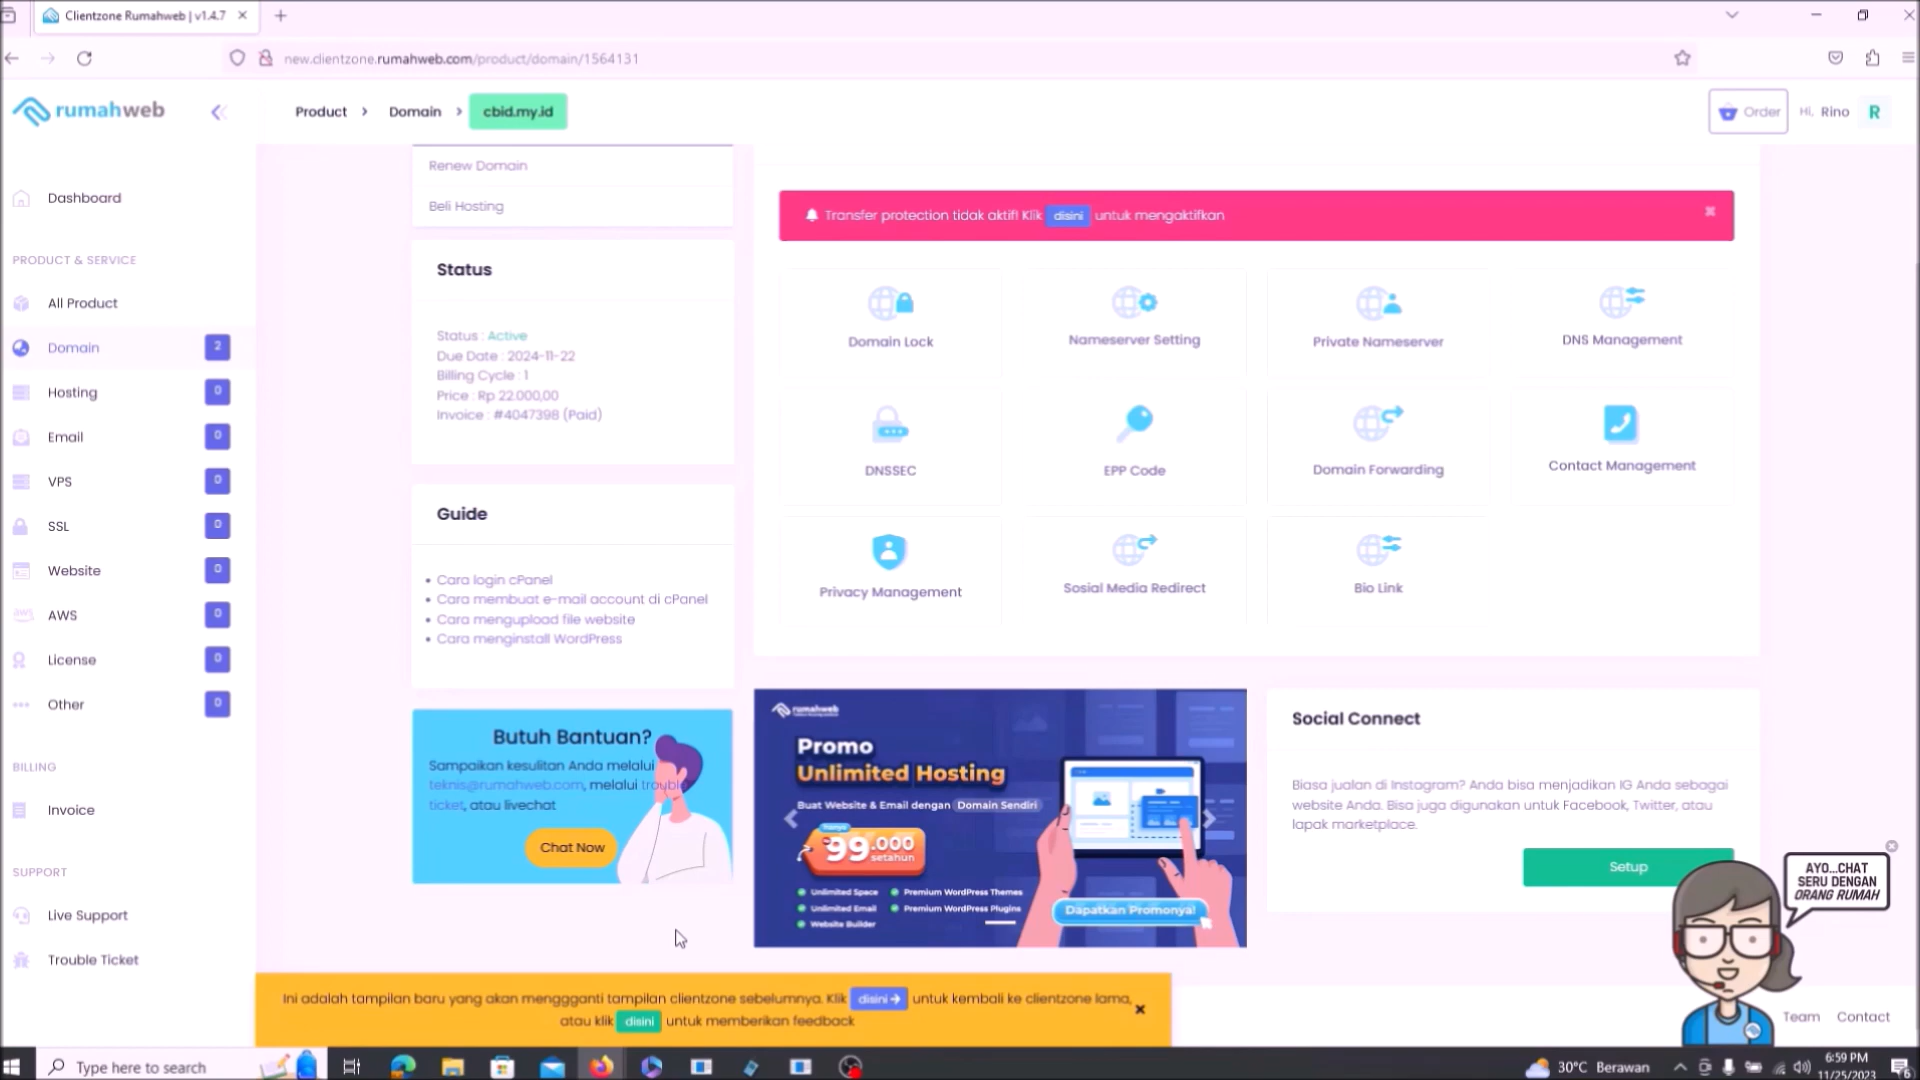 Clientzone Rumahweb | v1.4.7
new.clientzone.rumahweb.com/product/domain/1564131
rumahweb
Product > Domain > cbid.my.id
Order
Hi, Rino
R
Dashboard
PRODUCT & SERVICE
All Product
Domain 2
Hosting 0
Email 0
VPS 0
SSL 0
Website 0
AWS 0
License 0
Other 0
BILLING
Invoice
SUPPORT
Live Support
Trouble Ticket
Renew Domain
Beli Hosting
Status
Status : Active
Due Date : 2024-11-22
Billing Cycle : 1
Price : Rp 22.000,00
Invoice : #4047398 (Paid)
Guide
• Cara login cPanel
• Cara membuat e-mail account di cPanel
• Cara mengupload file website
• Cara menginstall WordPress
Butuh Bantuan?
Sampaikan kesulitan Anda melalui
teknis@rumahweb.com, melalui trouble
ticket, atau livechat
Chat Now
Transfer protection tidak aktif! Klik disini untuk mengaktifkan
Domain Lock
Nameserver Setting
Private Nameserver
DNS Management
DNSSEC
EPP Code
Domain Forwarding
Contact Management
Privacy Management
Sosial Media Redirect
Bio Link
rumahweb
Promo
Unlimited Hosting
Buat Website & Email dengan Domain Sendiri
hanya
99.000
setahun
Unlimited Space
Premium WordPress Themes
Unlimited Email
Premium WordPress Plugins
Website Builder
Dapatkan Promonya!
Social Connect
Biasa jualan di Instagram? Anda bisa menjadikan IG Anda sebagai
website Anda. Bisa juga digunakan untuk Facebook, Twitter, atau
lapak marketplace.
Setup
AYO...CHAT
SERU DENGAN
ORANG RUMAH
Ini adalah tampilan baru yang akan mengganti tampilan clientzone sebelumnya. Klik disini → untuk kembali ke clientzone lama,
atau klik disini untuk memberikan feedback
Team
Contact
Type here to search
30°C Berawan
6:59 PM
11/25/2023
6